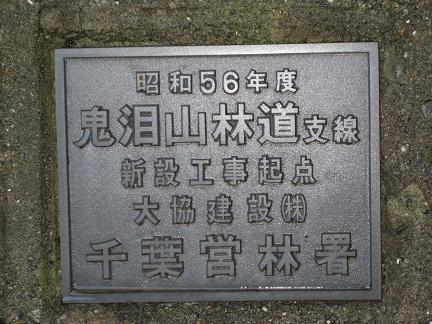 昭和56年度
鬼泪山林道支線
新設工事起点
大協建設㈱
千葉営林署